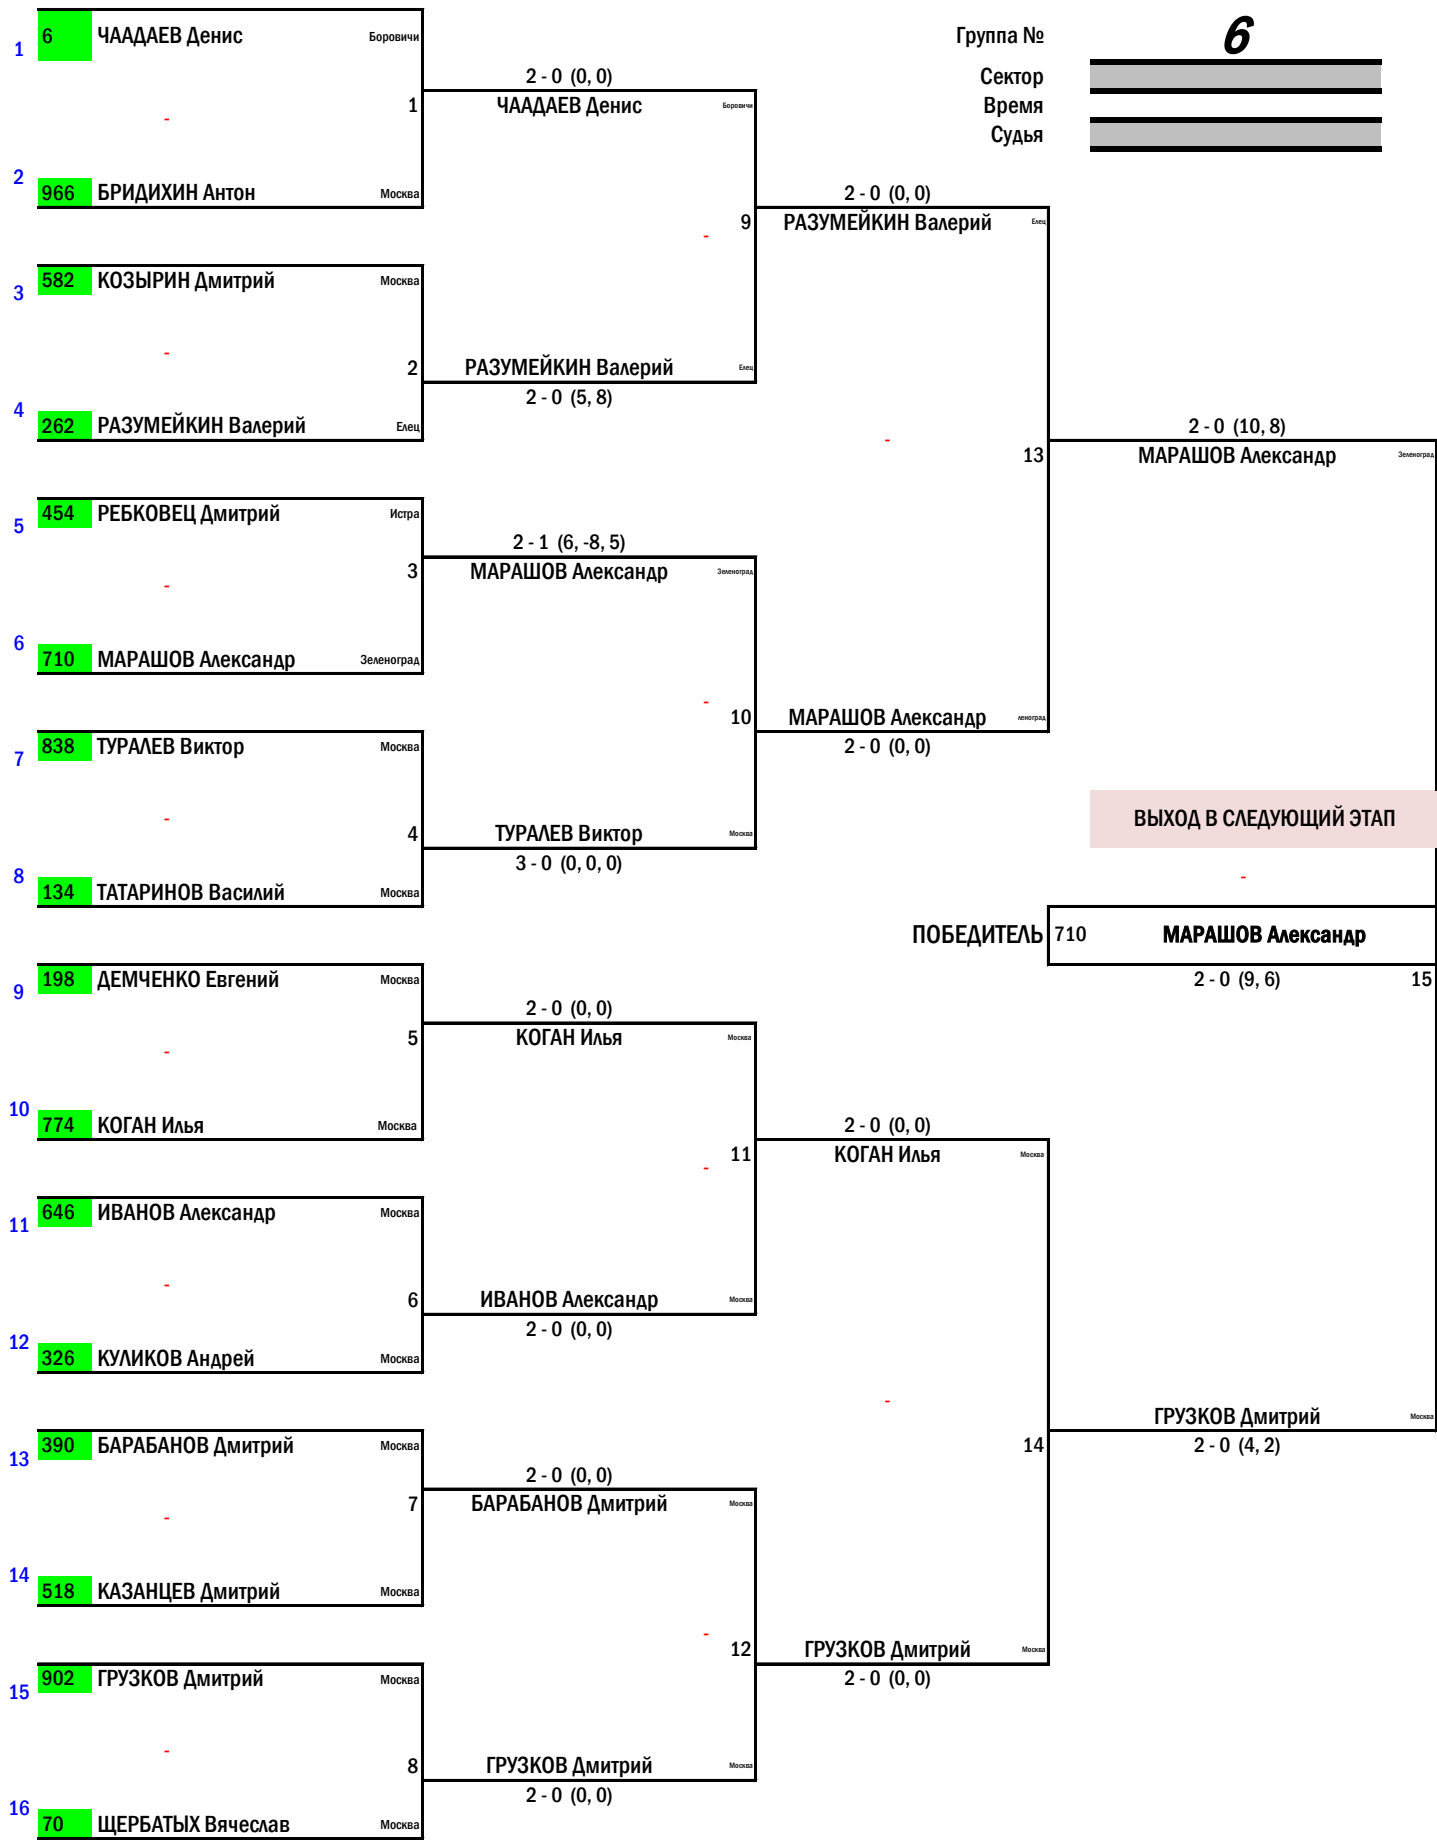 6 ЧААДАЕВ Денис Боровичи Группа № 6
1
2 - 0 (0, 0) Сектор
1 ЧААДАЕВ Денис Боровичи Время
- Судья
2
966 БРИДИХИН Антон Москва 2 - 0 (0, 0)
- 9 РАЗУМЕЙКИН Валерий Елец
582 КОЗЫРИН Дмитрий Москва
3
-
2 РАЗУМЕЙКИН Валерий Елец
2 - 0 (5, 8)
4
262 РАЗУМЕЙКИН Валерий Елец - 2 - 0 (10, 8)
13 МАРАШОВ Александр Зеленоград
454 РЕБКОВЕЦ Дмитрий Истра
5
2 - 1 (6, -8, 5)
3 МАРАШОВ Александр Зеленоград
-
6
710 МАРАШОВ Александр Зеленоград
-
10 МАРАШОВ Александр леноград
838 ТУРАЛЕВ Виктор Москва 2 - 0 (0, 0)
7
- ВЫХОД В СЛЕДУЮЩИЙ ЭТАП
4 ТУРАЛЕВ Виктор Москва
3 - 0 (0, 0, 0)
8 -
134 ТАТАРИНОВ Василий Москва
ПОБЕДИТЕЛЬ 710 МАРАШОВ Александр
198 ДЕМЧЕНКО Евгений Москва 2 - 0 (9, 6) 15
9
2 - 0 (0, 0)
5 КОГАН Илья Москва
-
10
774 КОГАН Илья Москва 2 - 0 (0, 0)
- 11 КОГАН Илья Москва
646 ИВАНОВ Александр Москва
11
-
6 ИВАНОВ Александр Москва
2 - 0 (0, 0)
12
326 КУЛИКОВ Андрей Москва
-
ГРУЗКОВ Дмитрий Москва
390 БАРАБАНОВ Дмитрий Москва 14 2 - 0 (4, 2)
13
2 - 0 (0, 0)
7 БАРАБАНОВ Дмитрий Москва
-
14
518 КАЗАНЦЕВ Дмитрий Москва
-
12 ГРУЗКОВ Дмитрий Москва
902 ГРУЗКОВ Дмитрий Москва 2 - 0 (0, 0)
15
-
8 ГРУЗКОВ Дмитрий Москва
2 - 0 (0, 0)
16
70 ЩЕРБАТЫХ Вячеслав Москва